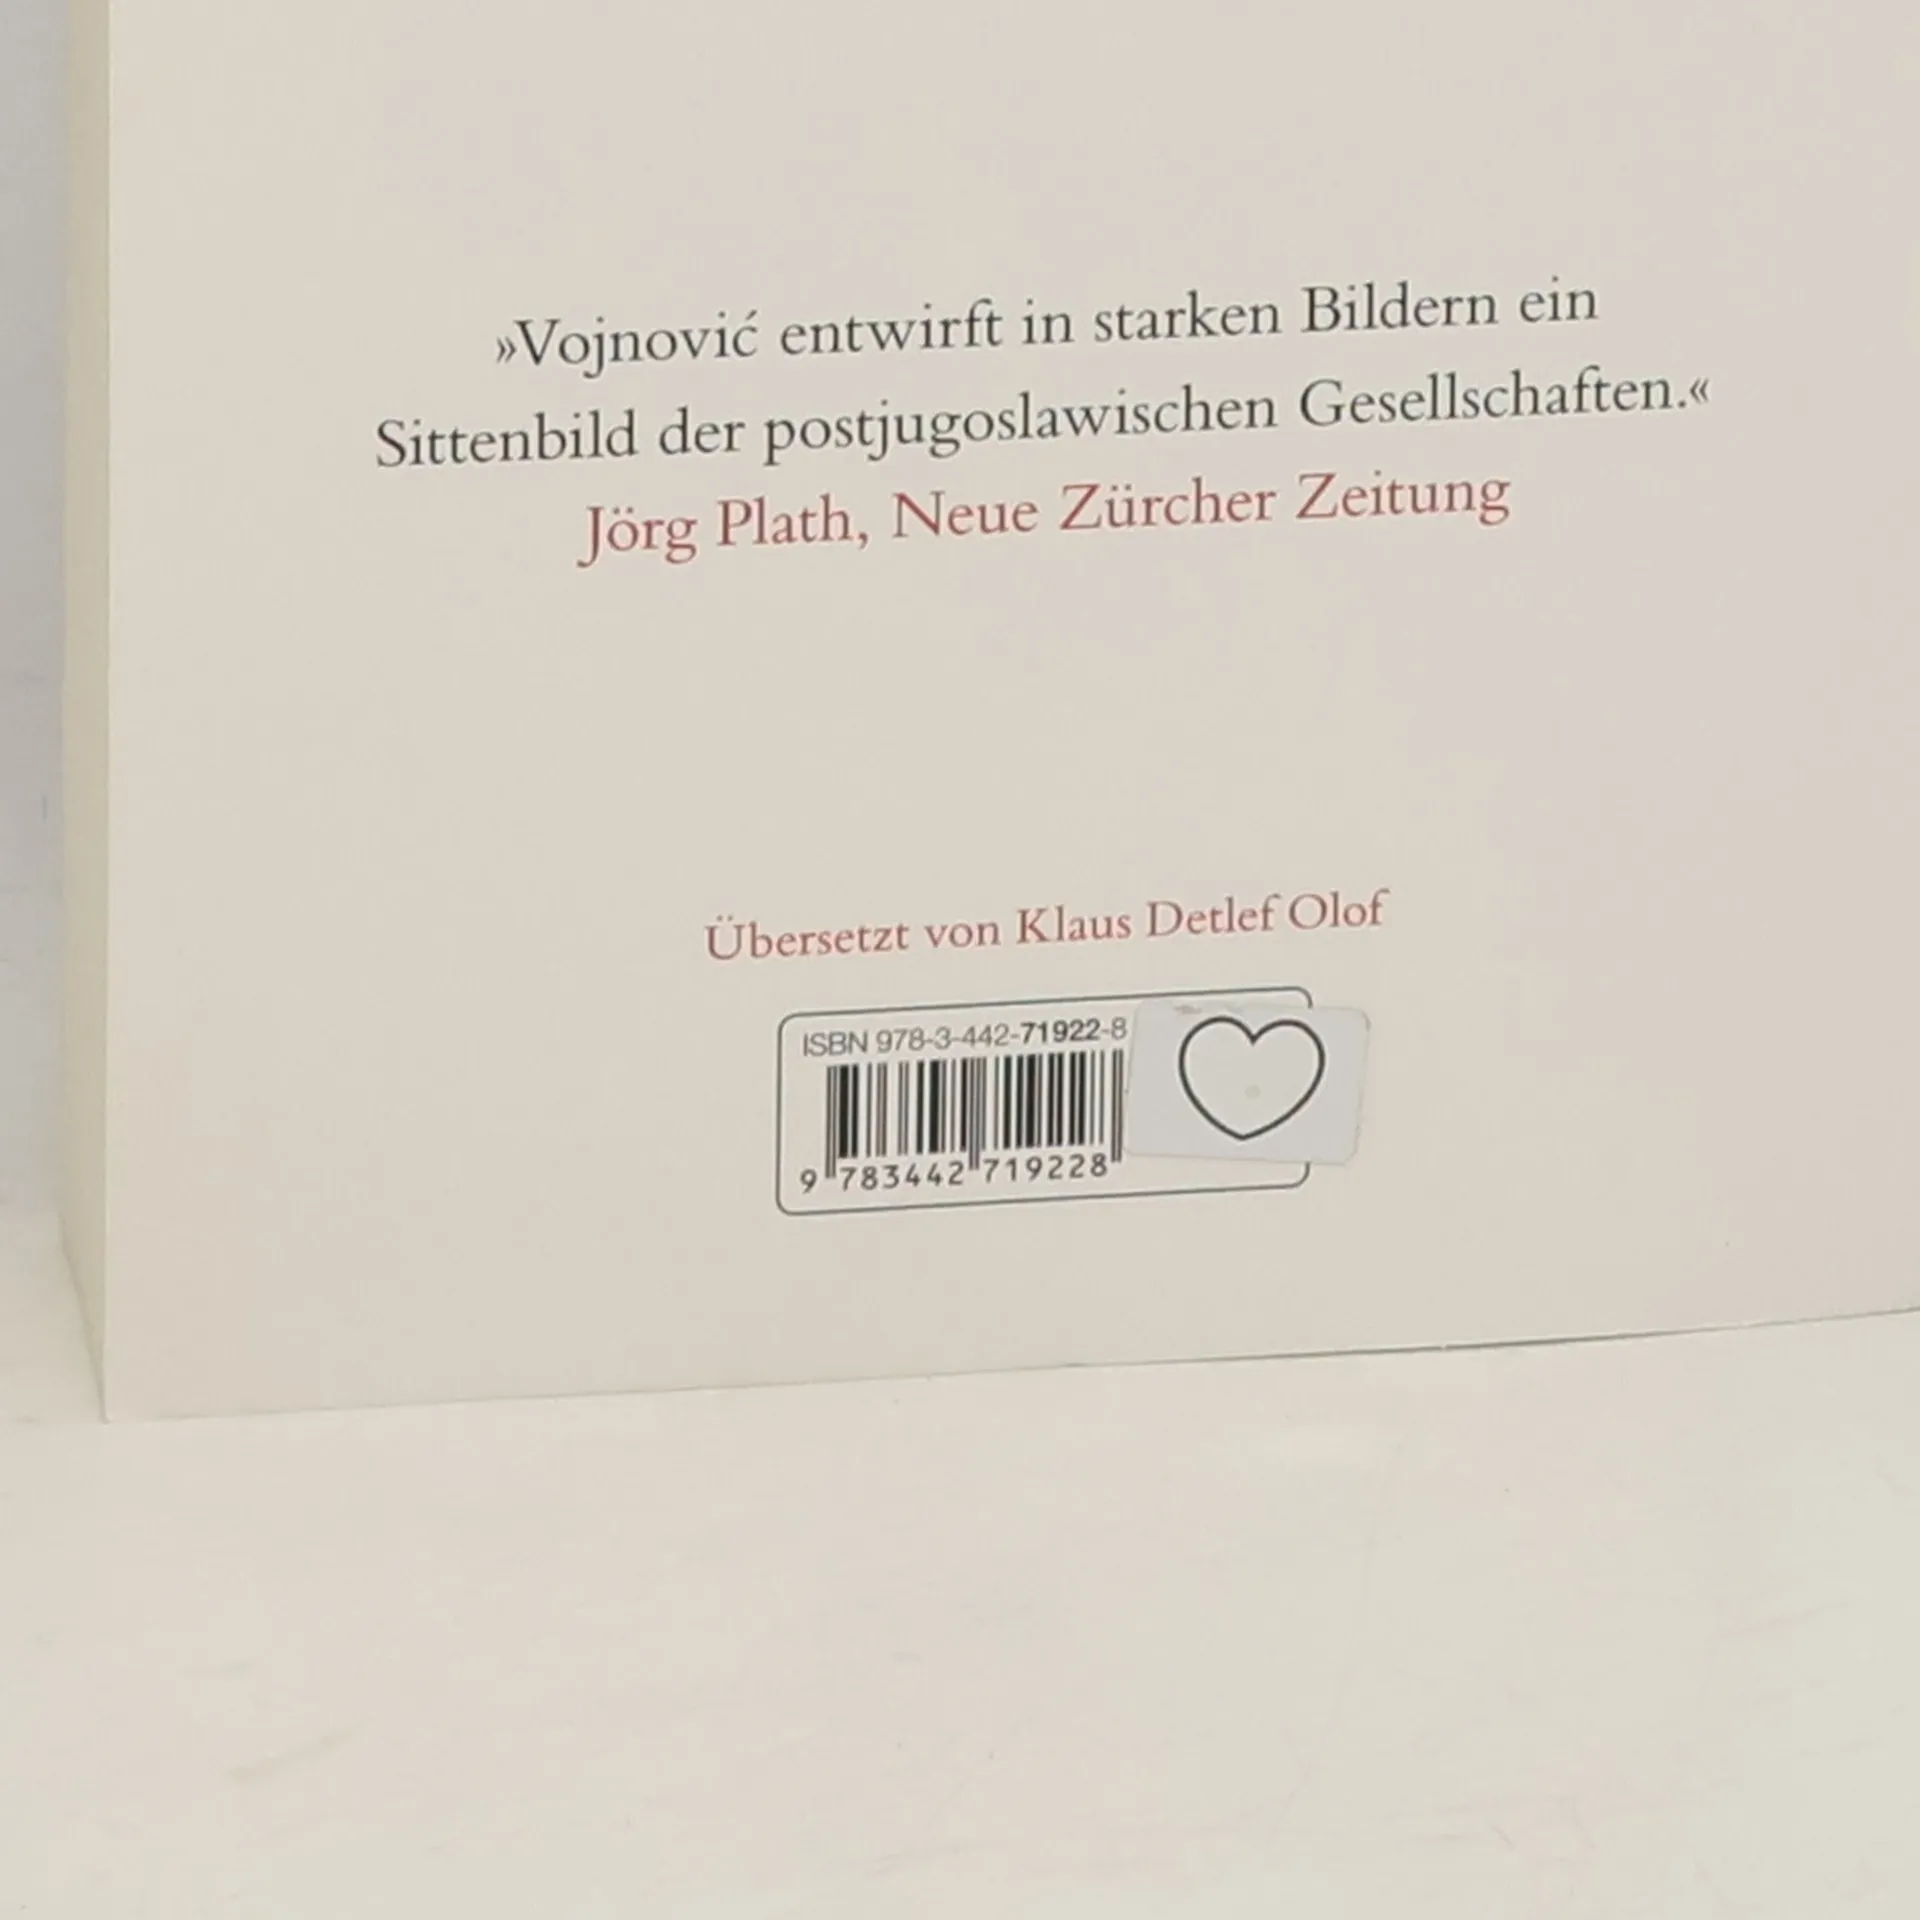 »Vojnović entwirft in starken Bildern ein
Sittenbild der postjugoslawischen Gesellschaften.«
Jörg Plath, Neue Zürcher Zeitung
Übersetzt von Klaus Detlef Olof
ISBN 978-3-442-71922-8
9 783442 719228